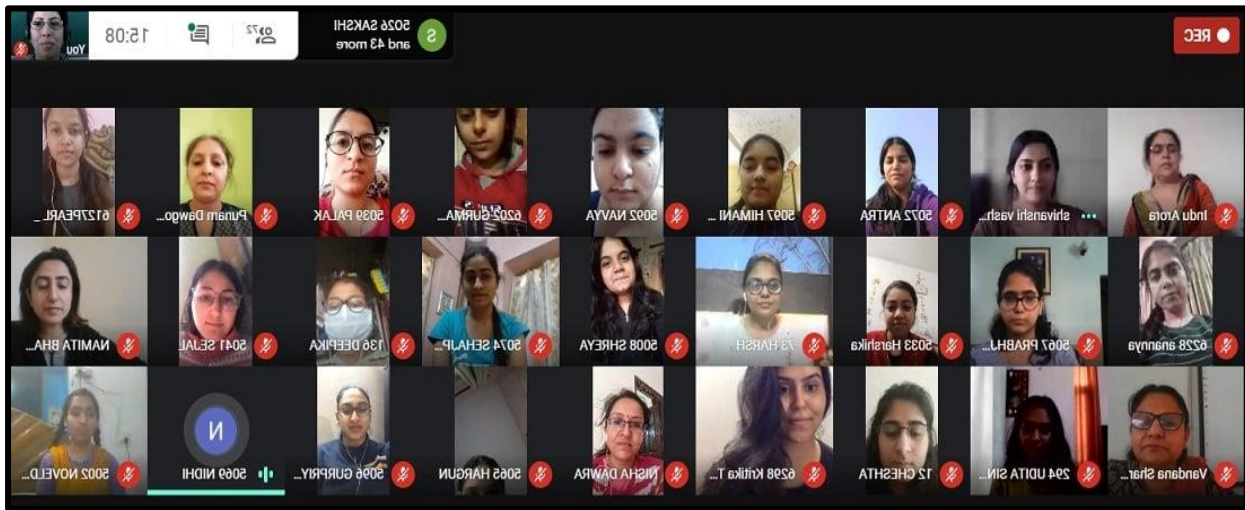 REC
5026 SAKSHI
and 43 more
S
72
15:08
You
Indu Arora
shivanshi vash...
5072 ANTRA
5097 HIMANI ...
5092 NAVYA
6202 GURMA...
5039 PALAK
Punam Dawgo...
6127PEARL _
6228 anannya
5067 PRABHJ...
5033 Harshika
73 HARSH
5008 SHREYA
5074 SEHAJP...
136 DEEPIKA
5041 SEJAL
NAMITA BHA...
Vandana Shar...
294 UDITA SIN...
12 CHESHTA
6298 Kritika T...
NISHA DAWRA
5065 HARGUN
5096 GURPRIY...
N
5069 NIDHI
5002 NOVELD...